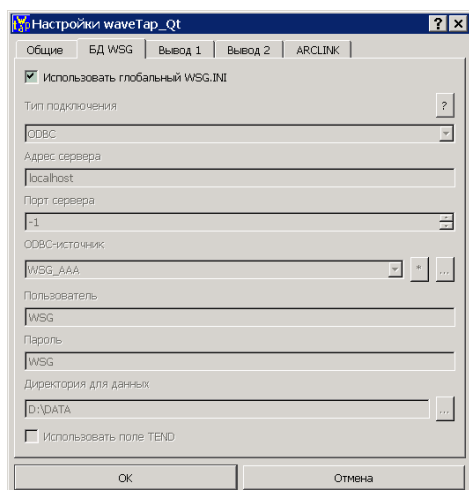 Настройки waveTap_Qt
Общие БД WSG Вывод 1 Вывод 2 ARCLINK
Использовать глобальный WSG.INI
Тип подключения ?
ODBC
Адрес сервера
localhost
Порт сервера
-1
ODBC-источник
WSG_AAA * ...
Пользователь
WSG
Пароль
WSG
Директория для данных
D:\DATA ...
Использовать поле TEND
OK Отмена